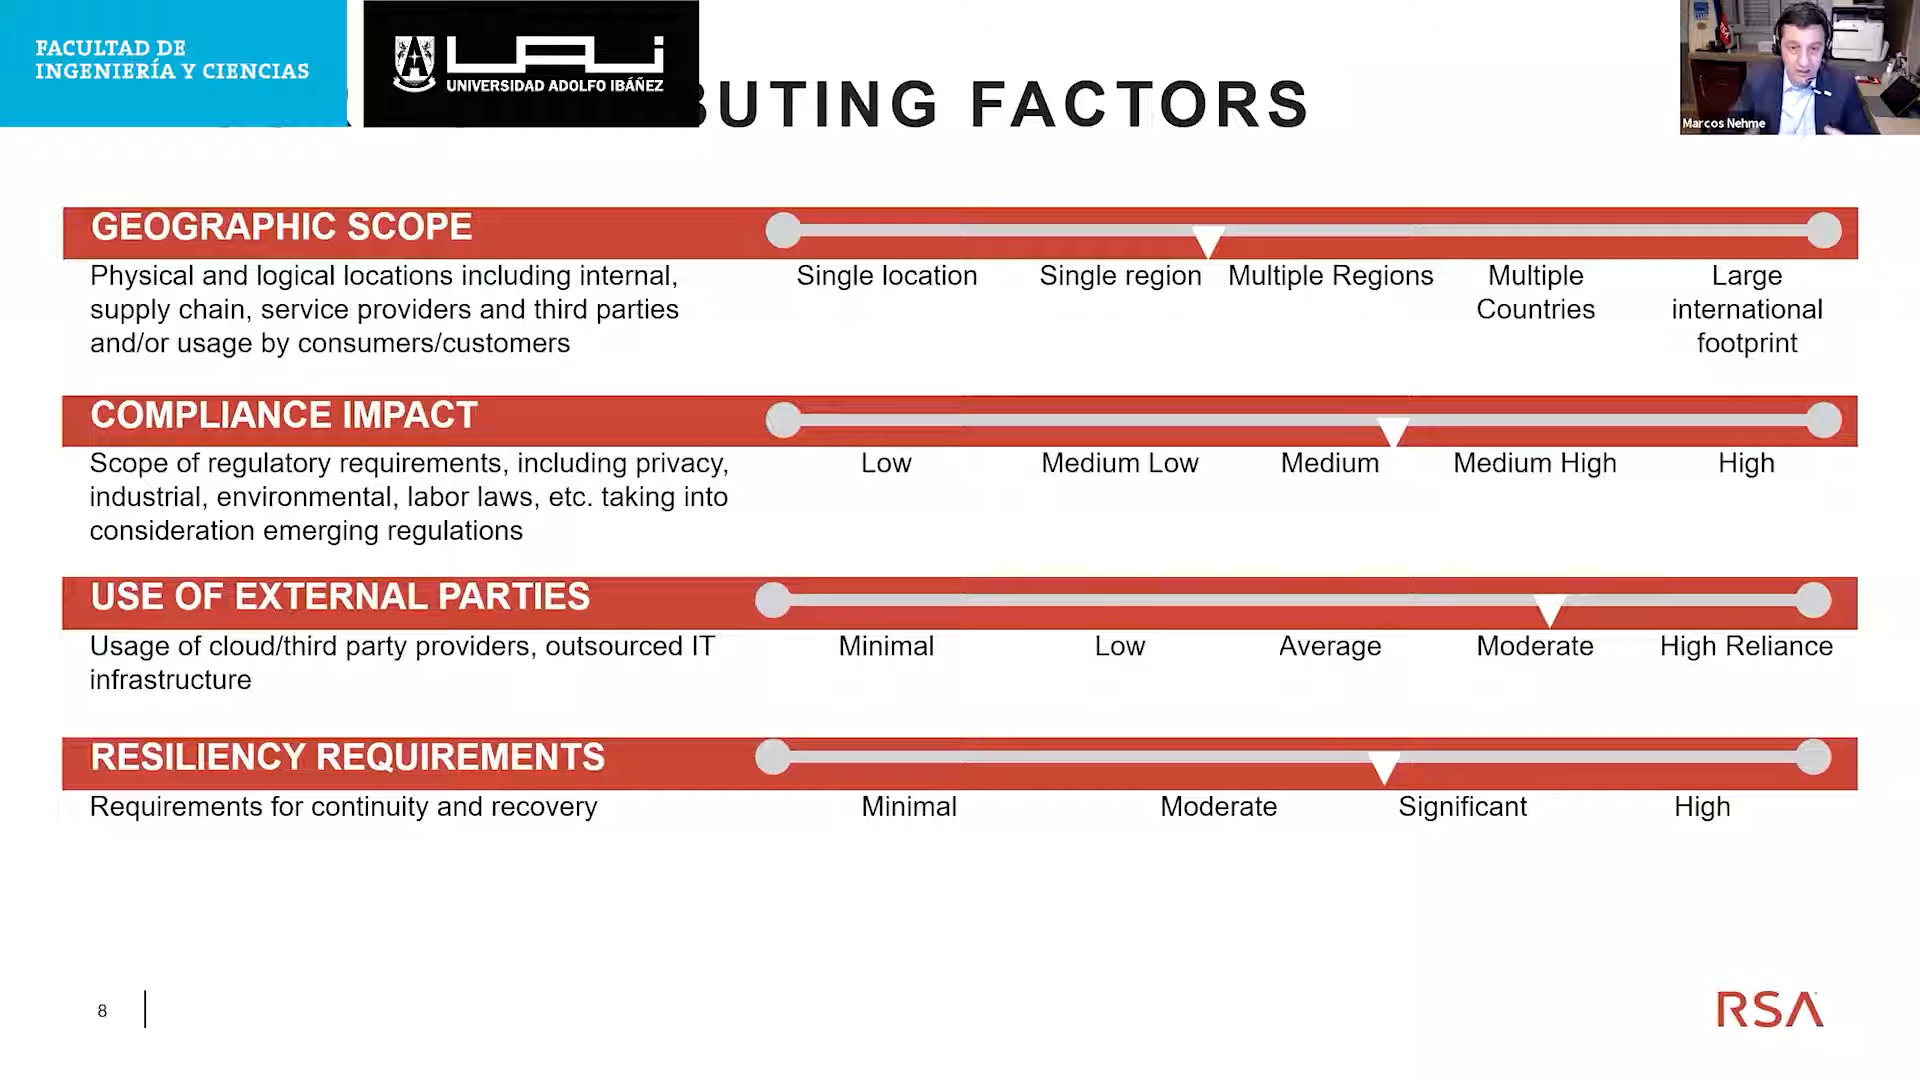 FACULTAD DE
INGENIERÍA Y CIENCIAS
UAI
UNIVERSIDAD ADOLFO IBÁÑEZ
BUTING FACTORS
Marcos Nehme
GEOGRAPHIC SCOPE
Physical and logical locations including internal,
supply chain, service providers and third parties
and/or usage by consumers/customers
Single location
Single region
Multiple Regions
Multiple
Countries
Large
international
footprint
COMPLIANCE IMPACT
Scope of regulatory requirements, including privacy,
industrial, environmental, labor laws, etc. taking into
consideration emerging regulations
Low
Medium Low
Medium
Medium High
High
USE OF EXTERNAL PARTIES
Usage of cloud/third party providers, outsourced IT
infrastructure
Minimal
Low
Average
Moderate
High Reliance
RESILIENCY REQUIREMENTS
Requirements for continuity and recovery
Minimal
Moderate
Significant
High
8
RSA